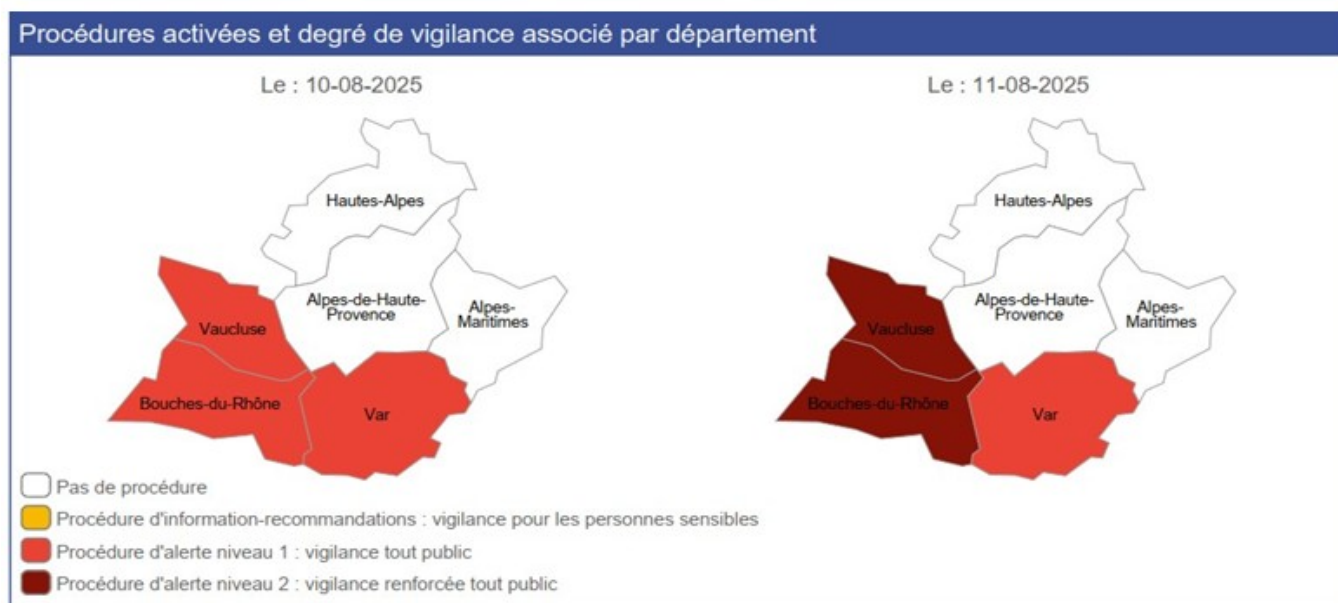 Procédures activées et degré de vigilance associé par département
Le : 10-08-2025
Hautes-Alpes
Alpes-de-Haute-
Provence
Alpes-
Maritimes
Vaucluse
Bouches-du-Rhône
Var
Le : 11-08-2025
Hautes-Alpes
Alpes-de-Haute-
Provence
Alpes-
Maritimes
Vaucluse
Bouches-du-Rhône
Var
Pas de procédure
Procédure d'information-recommandations : vigilance pour les personnes sensibles
Procédure d'alerte niveau 1 : vigilance tout public
Procédure d'alerte niveau 2 : vigilance renforcée tout public